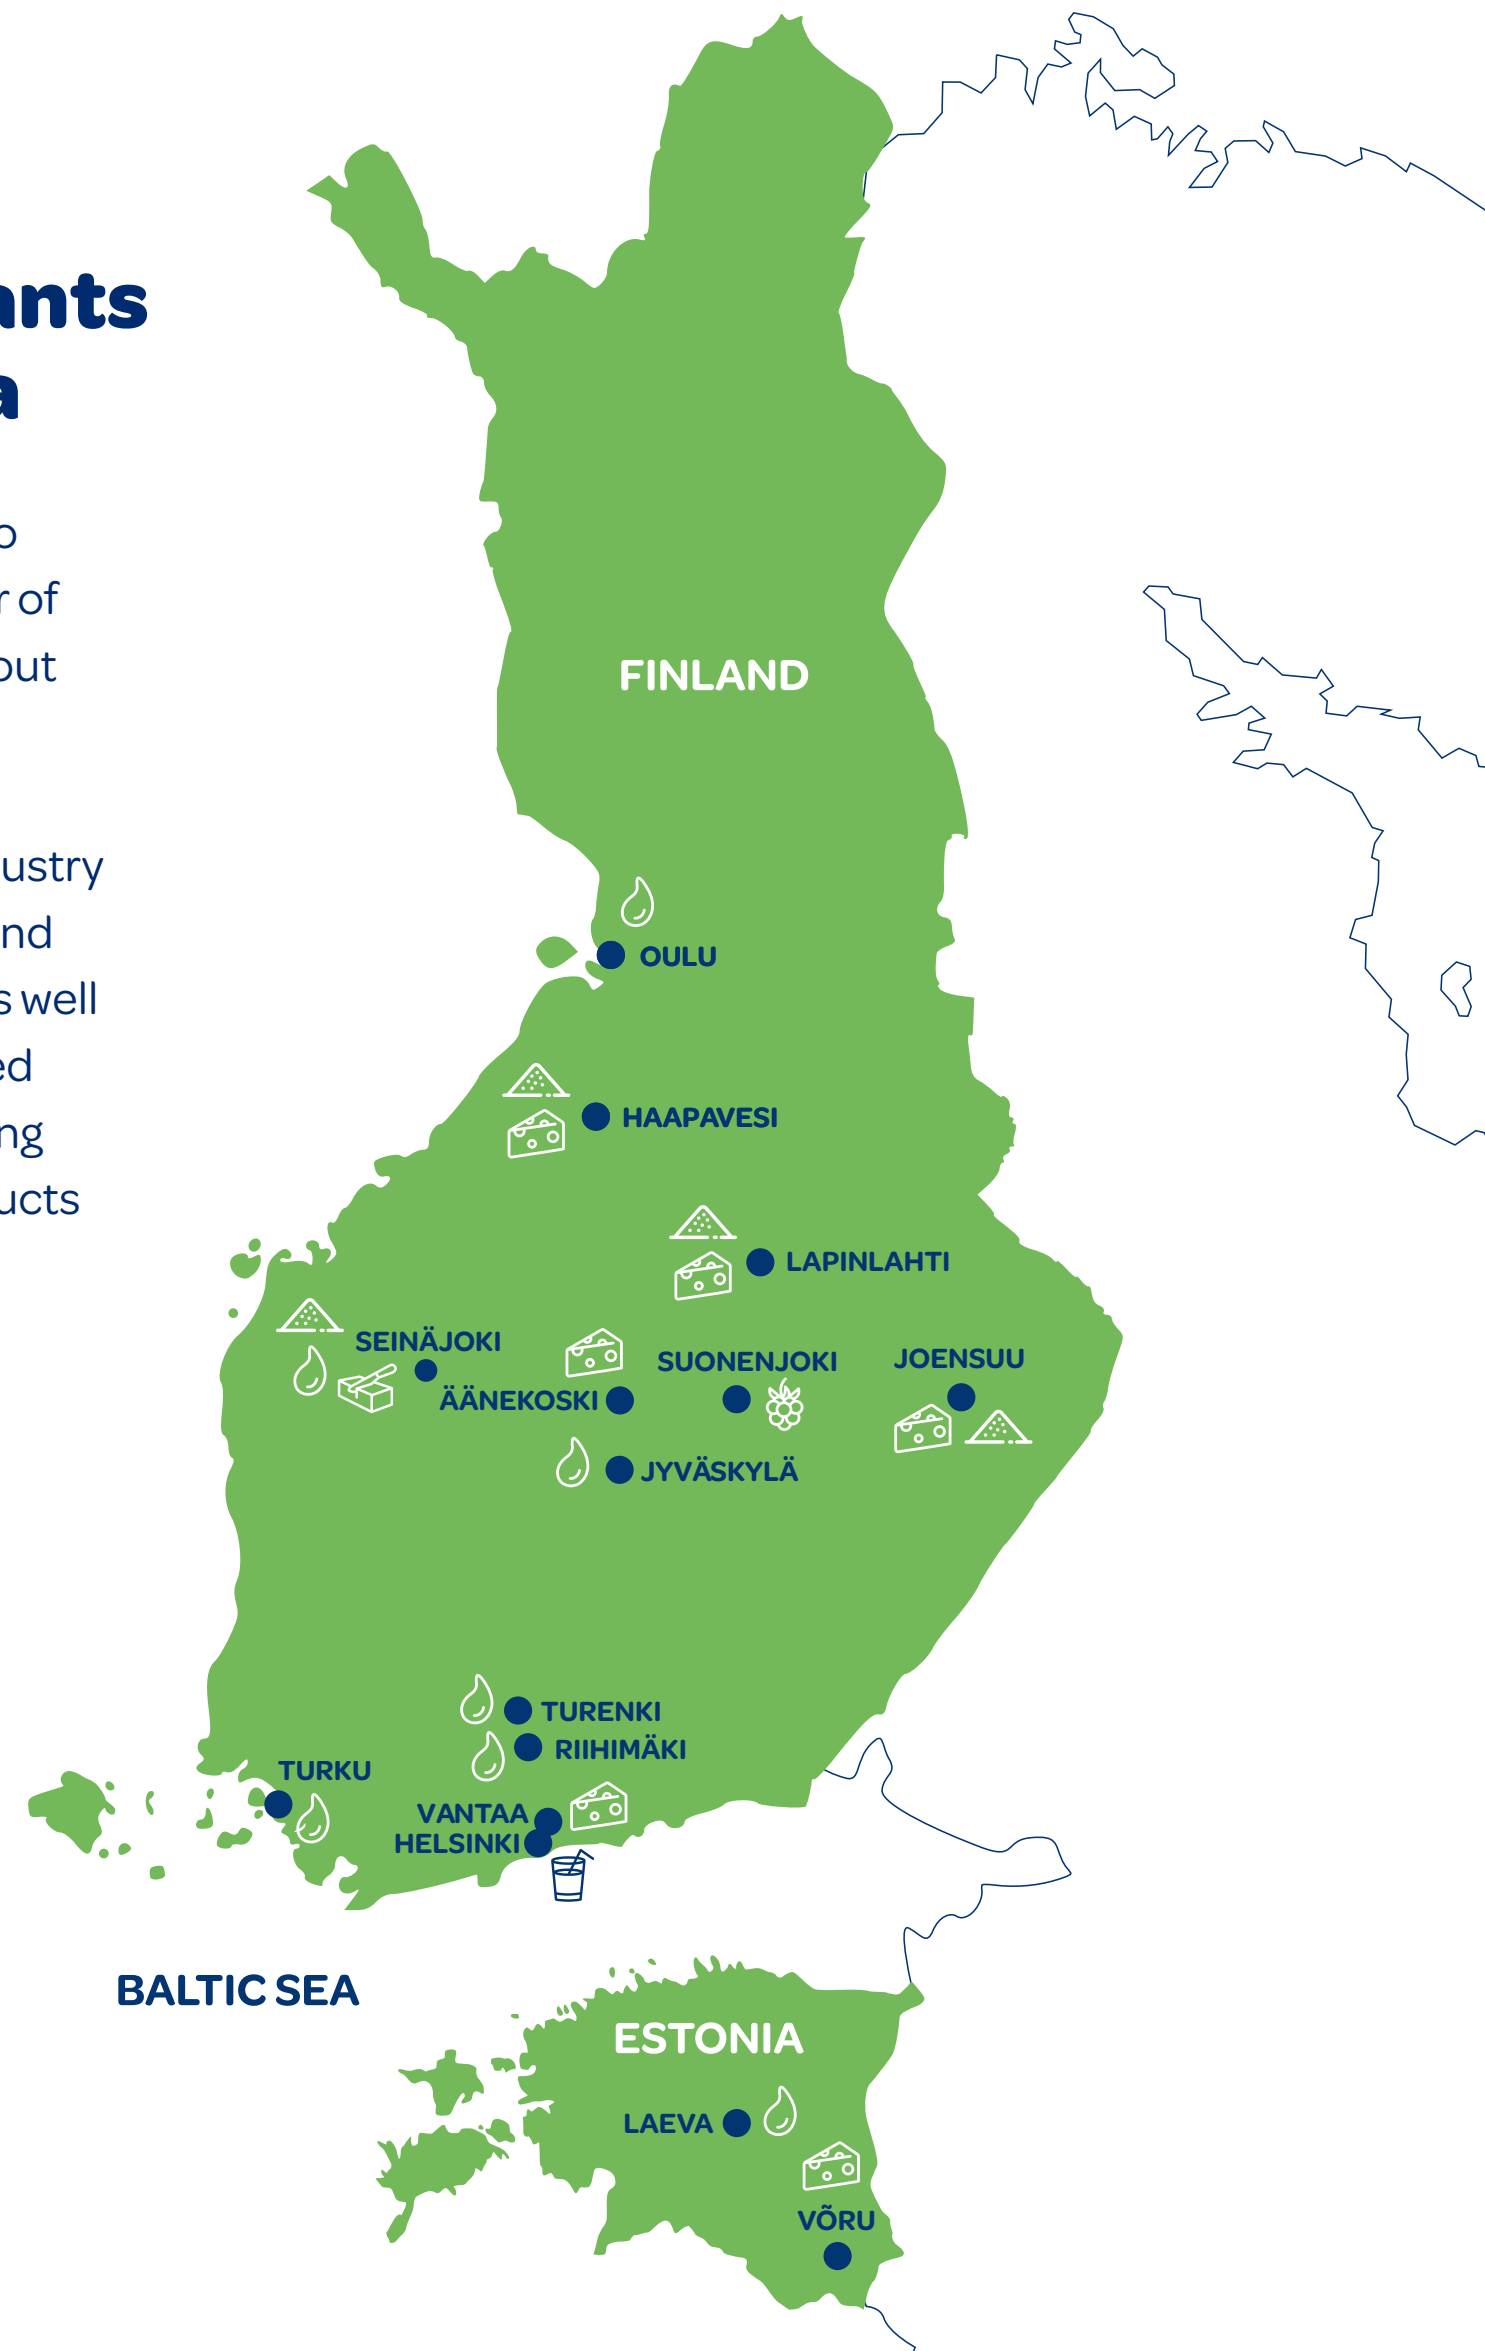 ants
a
o
r of
out
ustry
nd
s well
ed
ng
ucts
FINLAND
OULU
HAAPAVESI
LAPINLAHTI
SEINÄJOKI
ÄÄNEKOSKI
SUONENJOKI
JOENSUU
JYVÄSKYLÄ
TURENKI
RIIHIMÄKI
TURKU
VANTAA
HELSINKI
BALTIC SEA
ESTONIA
LAEVA
VÕRU